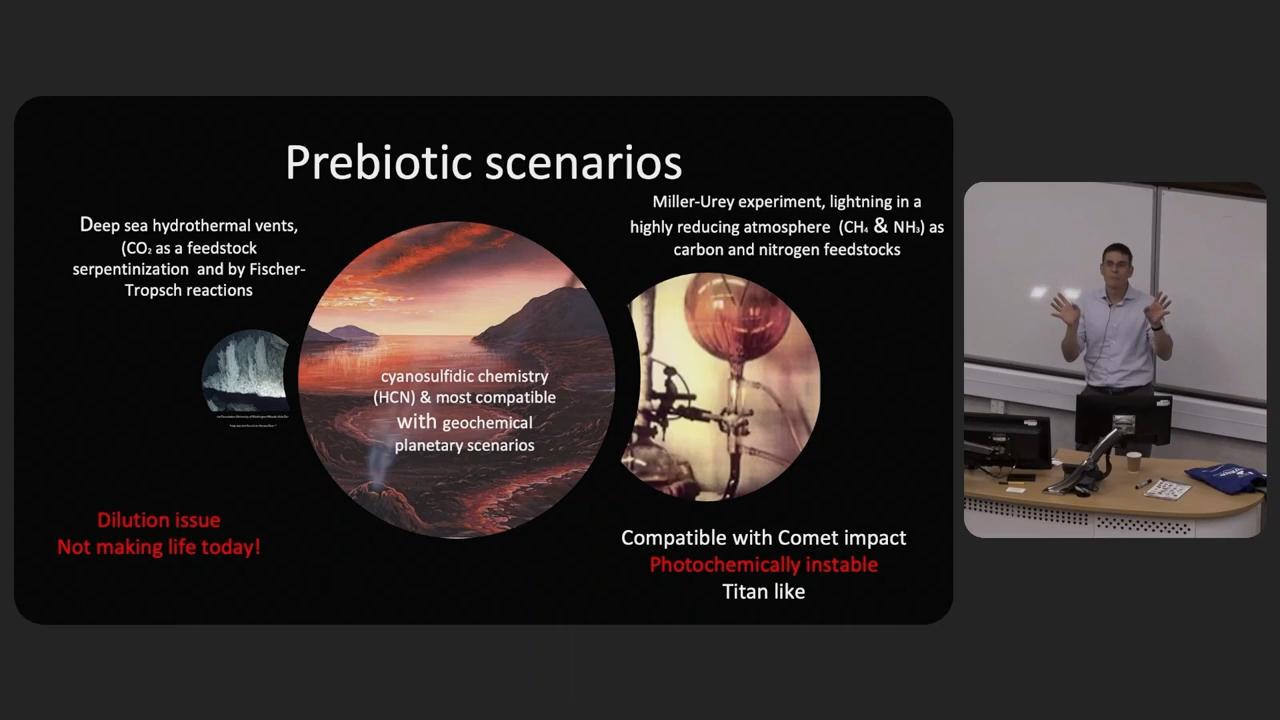 Prebiotic scenarios
Deep sea hydrothermal vents,
(CO₂ as a feedstock
serpentinization and by Fischer-
Tropsch reactions
Miller-Urey experiment, lightning in a
highly reducing atmosphere (CH₄ & NH₃) as
carbon and nitrogen feedstocks
cyanosulfidic chemistry
(HCN) & most compatible
with geochemical
planetary scenarios
Dilution issue
Not making life today!
Compatible with Comet impact
Photochemically instable
Titan like